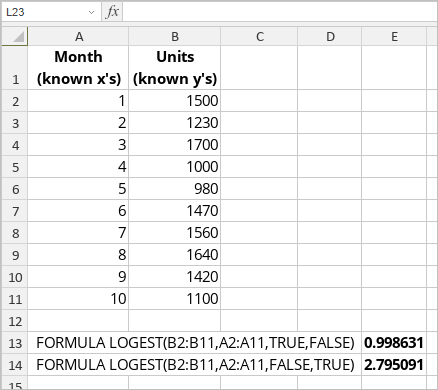 L23 fx
A B C D E
Month Units
1 (known x's) (known y's)
2 1 1500
3 2 1230
4 3 1700
5 4 1000
6 5 980
7 6 1470
8 7 1560
9 8 1640
10 9 1420
11 10 1100
12
13 FORMULA LOGEST(B2:B11,A2:A11,TRUE,FALSE) 0.998631
14 FORMULA LOGEST(B2:B11,A2:A11,FALSE,TRUE) 2.795091
15